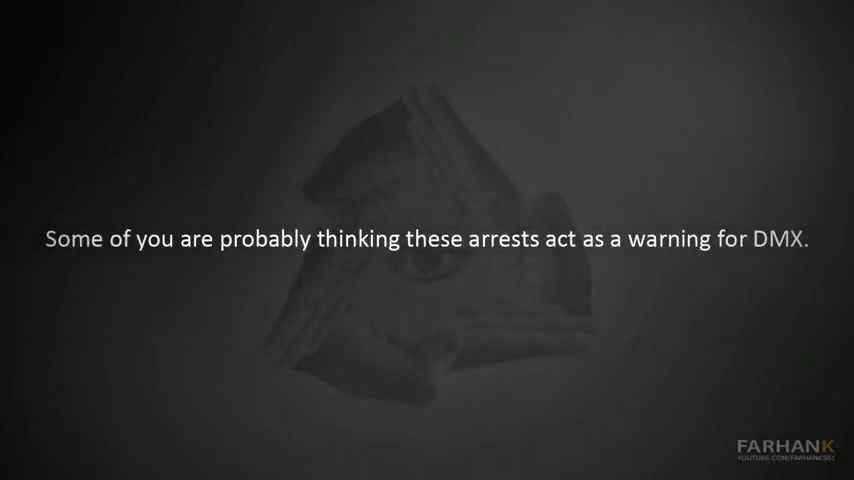 Some of you are probably thinking these arrests act as a warning for DMX.
FARHANK
YOUTUBE.COM/FARHANK501